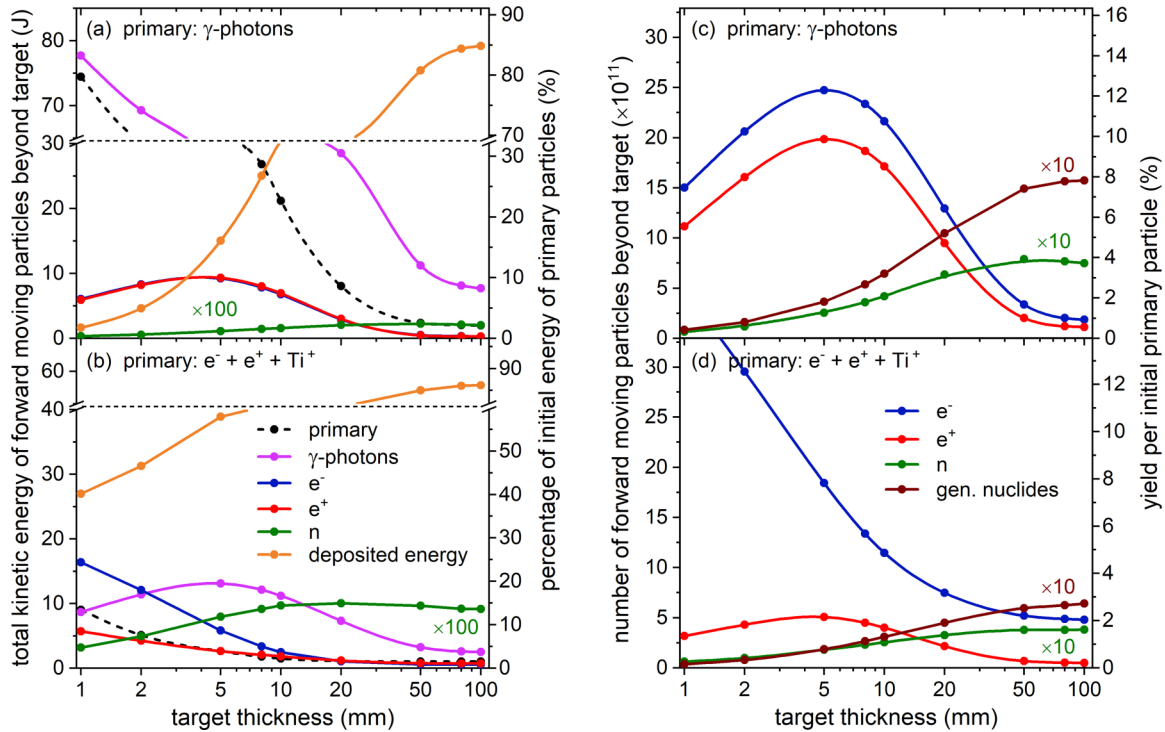 (a) primary: γ-photons
total kinetic energy of forward moving particles beyond target (J)
80
75
70
30
20
10
0
×100
90
80
70
30
20
10
0
percentage of initial energy of primary particles (%)
(b) primary: e⁻ + e⁺ + Ti⁺
60
50
40
30
20
10
0
primary
γ-photons
e⁻
e⁺
n
deposited energy
×100
90
80
50
40
30
20
10
0
1 2 5 10 20 50 100
target thickness (mm)
(c) primary: γ-photons
number of forward moving particles beyond target (×10¹¹)
30
25
20
15
10
5
0
×10
×10
16
14
12
10
8
6
4
2
0
yield per initial primary particle (%)
(d) primary: e⁻ + e⁺ + Ti⁺
30
25
20
15
10
5
0
e⁻
e⁺
n
gen. nuclides
×10
×10
12
10
8
6
4
2
0
1 2 5 10 20 50 100
target thickness (mm)